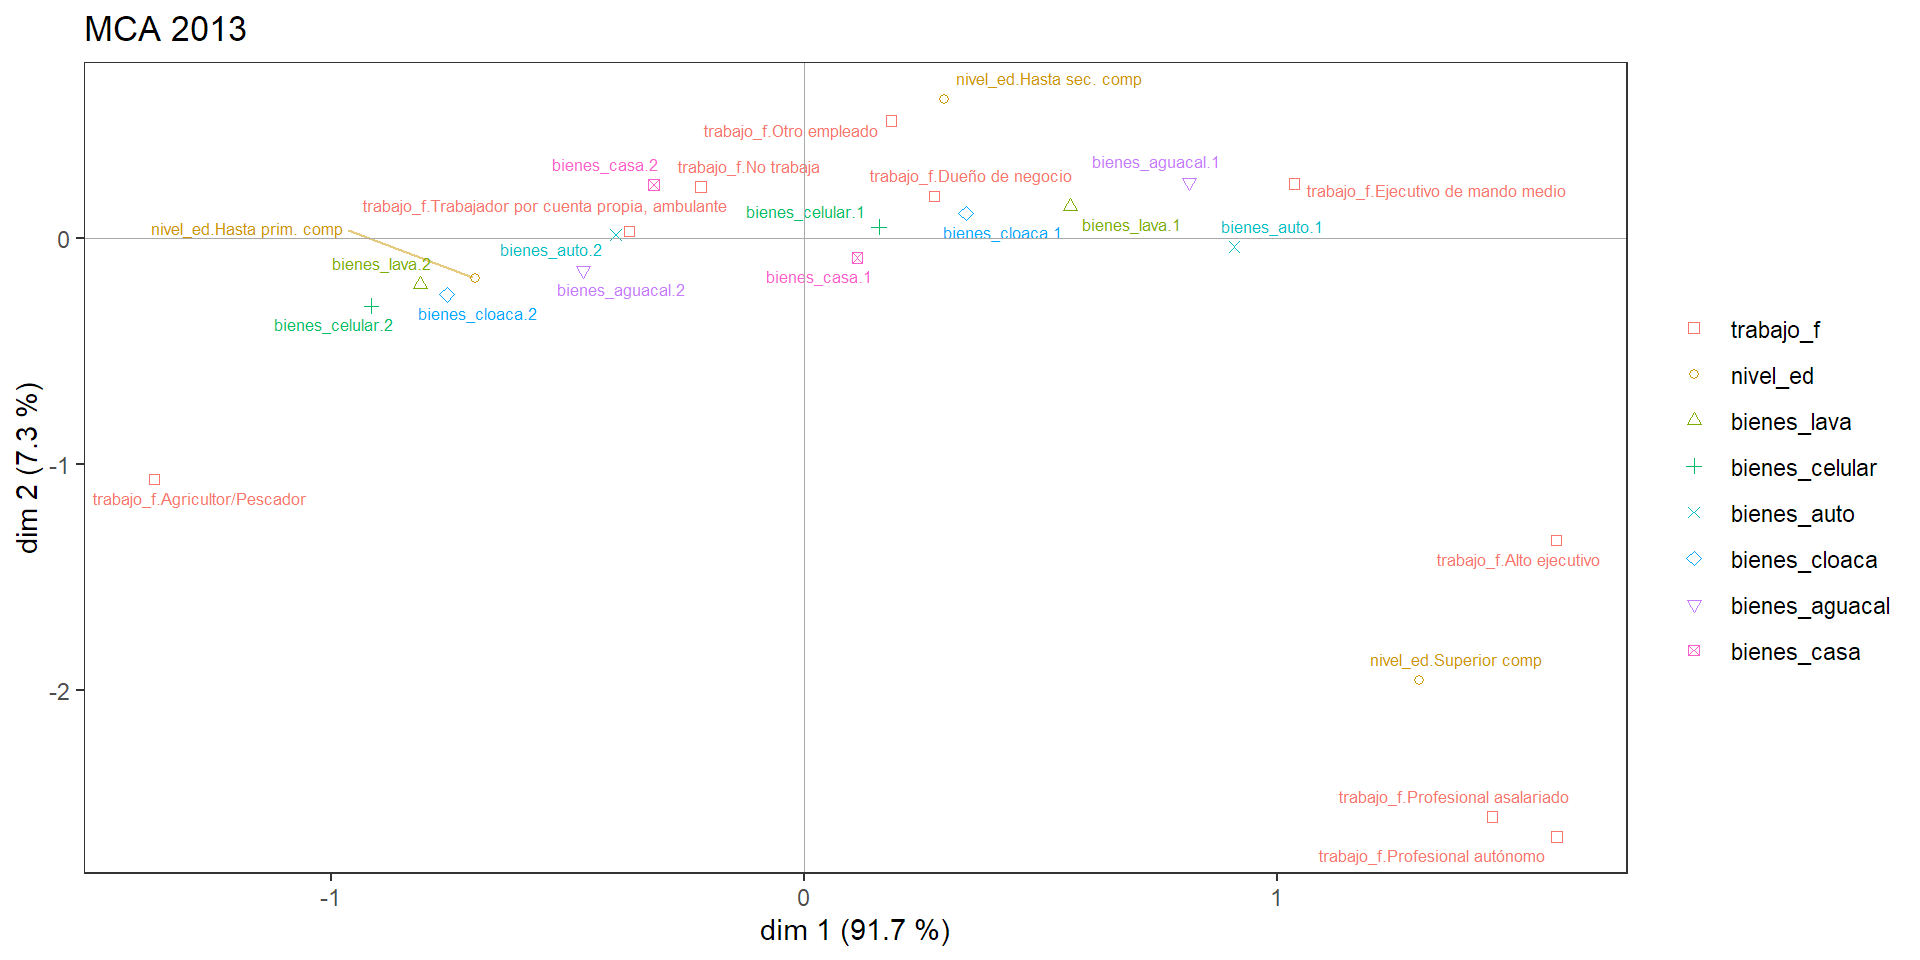 MCA 2013
nivel_ed.Hasta sec. comp
trabajo_f.Otro empleado
bienes_casa.2
trabajo_f.No trabaja
bienes_aguacal.1
trabajo_f.Dueño de negocio
trabajo_f.Ejecutivo de mando medio
trabajo_f.Trabajador por cuenta propia, ambulante
bienes_celular.1
nivel_ed.Hasta prim. comp
bienes_cloaca.1
bienes_lava.1
bienes_auto.1
bienes_auto.2
bienes_lava.2
bienes_casa.1
bienes_aguacal.2
bienes_cloaca.2
bienes_celular.2
trabajo_f.Agricultor/Pescador
trabajo_f.Alto ejecutivo
nivel_ed.Superior comp
trabajo_f.Profesional asalariado
trabajo_f.Profesional autónomo
0
-1
-2
dim 2 (7.3 %)
-1
0
1
dim 1 (91.7 %)
trabajo_f
nivel_ed
bienes_lava
bienes_celular
bienes_auto
bienes_cloaca
bienes_aguacal
bienes_casa